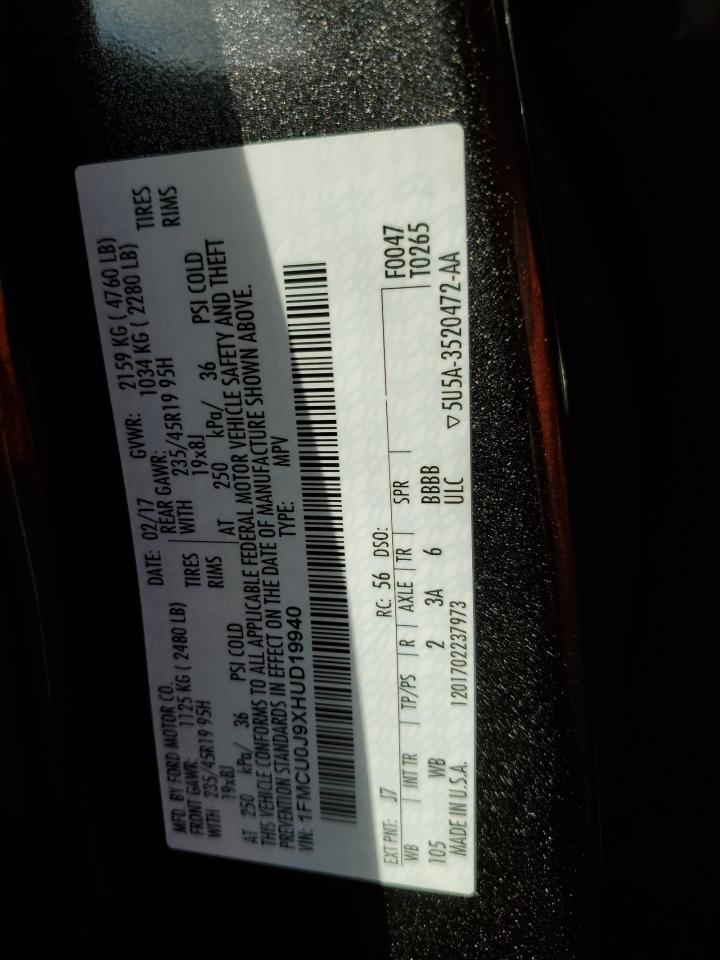 MFD. BY FORD MOTOR CO.
DATE: 02/17 GVWR: 2159 KG ( 4760 LB)
FRONT GAWR: 1125 KG ( 2480 LB) REAR GAWR: 1034 KG ( 2280 LB)
WITH 235/45R19 95H TIRES WITH 235/45R19 95H TIRES
19x8J RIMS 19x8J RIMS
AT 250 kPa/ 36 PSI COLD AT 250 kPa/ 36 PSI COLD
THIS VEHICLE CONFORMS TO ALL APPLICABLE FEDERAL MOTOR VEHICLE SAFETY AND THEFT
PREVENTION STANDARDS IN EFFECT ON THE DATE OF MANUFACTURE SHOWN ABOVE.
VIN: 1FMCU0J9XHUD19940 TYPE: MPV
EXT PNT: J7 RC: 56 DSO: F0047
WB INT TR TP/PS R AXLE TR SPR T0265
105 WB 2 3A 6 BBBB
ULC
MADE IN U.S.A. 1201702237973 ▽5U5A-3520472-AA